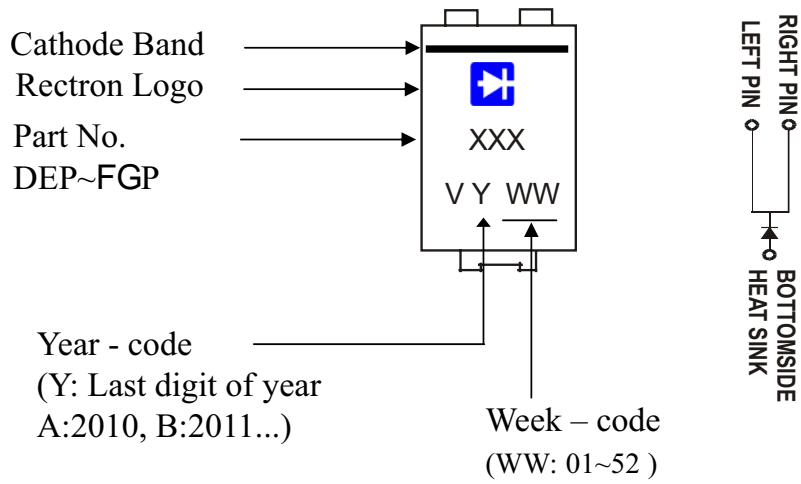 Cathode Band
Rectron Logo
Part No.
DEP~FGP
XXX
V Y WW
Year - code
(Y: Last digit of year
A:2010, B:2011...)
Week – code
(WW: 01~52 )
RIGHT PIN
LEFT PIN
BOTTOMSIDE
HEAT SINK